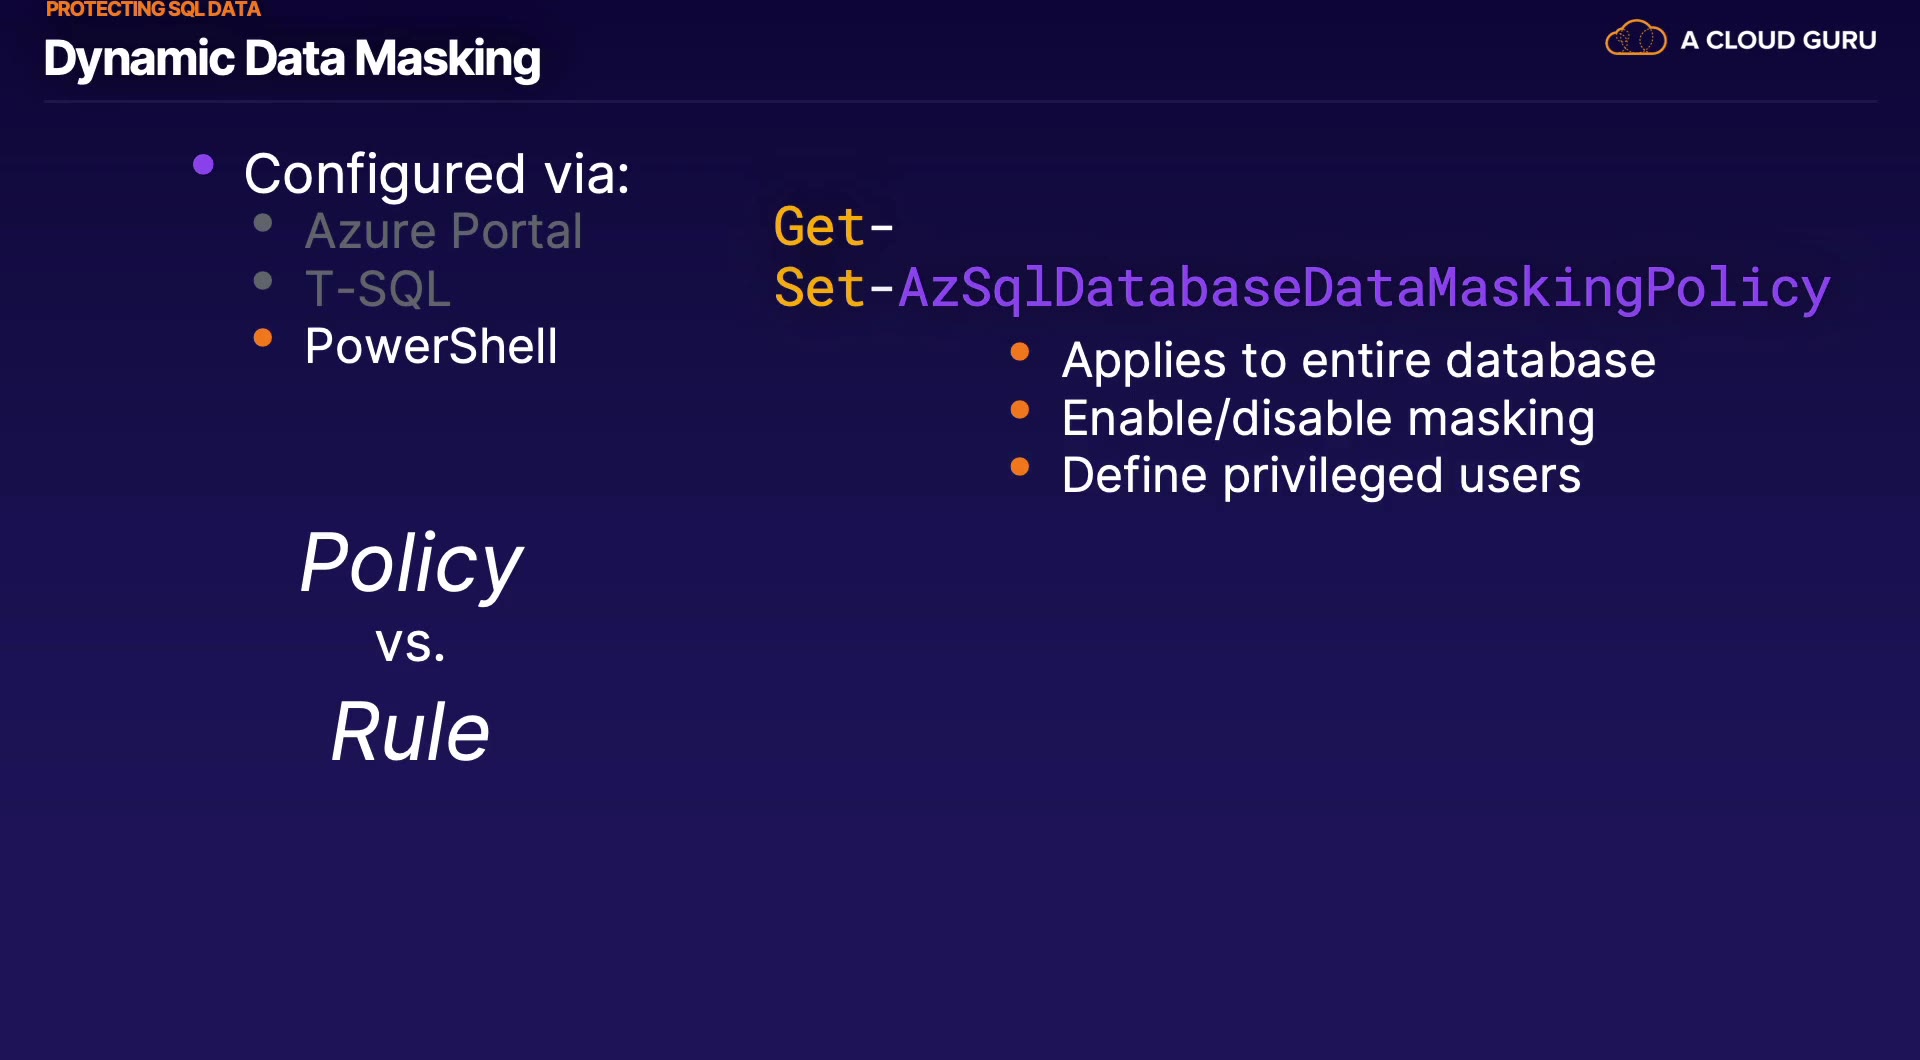 PROTECTING SQL DATA
Dynamic Data Masking
A CLOUD GURU
Configured via:
Azure Portal
T-SQL
PowerShell
Get-
Set-AzSqlDatabaseDataMaskingPolicy
Applies to entire database
Enable/disable masking
Define privileged users
Policy
vs.
Rule